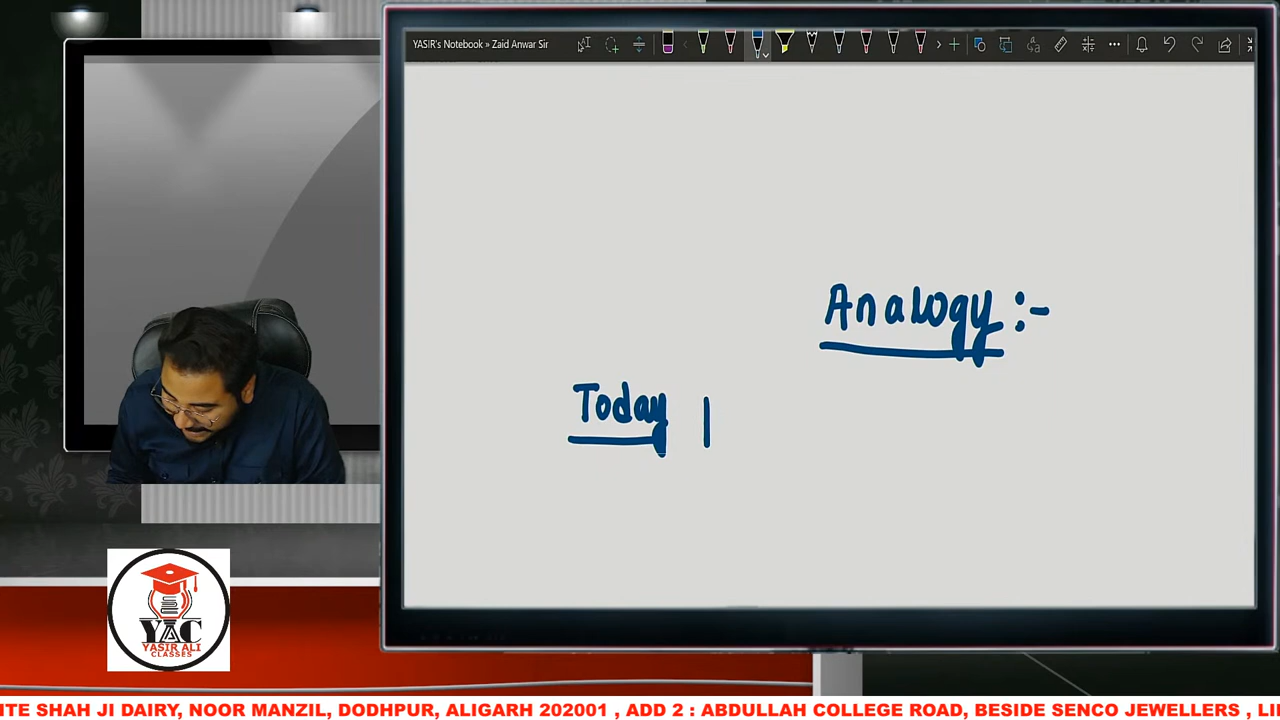 YASIR's Notebook » Zaid Anwar Sir
Analogy :-
Today
YAC
YASIR ALI
CLASSES
ITE SHAH JI DAIRY, NOOR MANZIL, DODHPUR, ALIGARH 202001 , ADD 2 : ABDULLAH COLLEGE ROAD, BESIDE SENCO JEWELLERS , LI